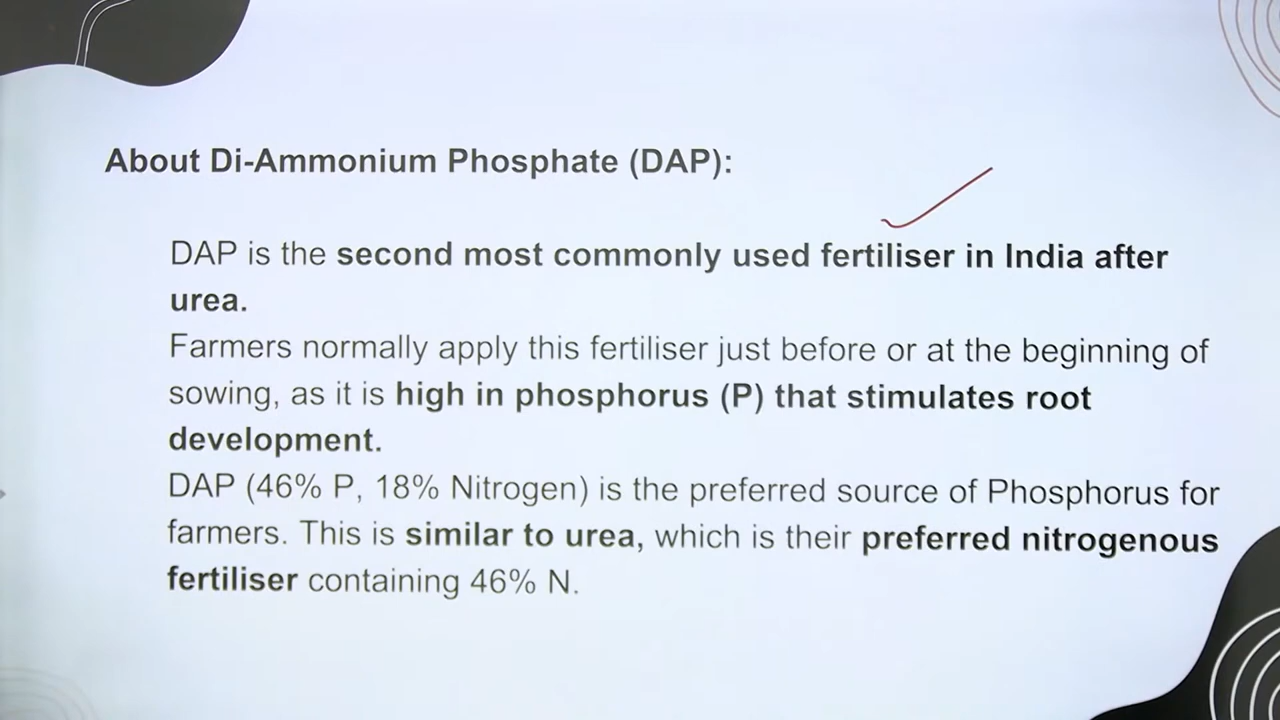 About Di-Ammonium Phosphate (DAP):
DAP is the second most commonly used fertiliser in India after
urea.
Farmers normally apply this fertiliser just before or at the beginning of
sowing, as it is high in phosphorus (P) that stimulates root
development.
DAP (46% P, 18% Nitrogen) is the preferred source of Phosphorus for
farmers. This is similar to urea, which is their preferred nitrogenous
fertiliser containing 46% N.